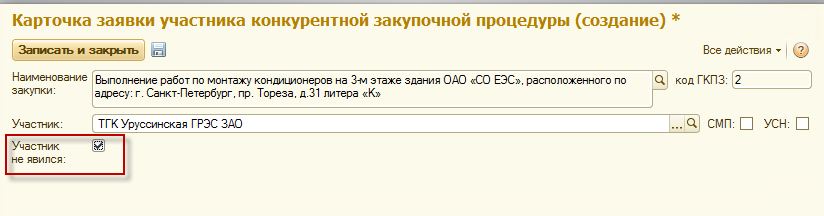 Карточка заявки участника конкурентной закупочной процедуры (создание) *
Записать и закрыть Все действия ?
Наименование закупки: Выполнение работ по монтажу кондиционеров на 3-м этаже здания ОАО «СО ЕЭС», расположенного по код ГКПЗ: 2
адресу: г. Санкт-Петербург, пр. Тореза, д.31 литера «К»
Участник: ТГК Уруссинская ГРЭС ЗАО ... СМП: УСН:
Участник
не явился: